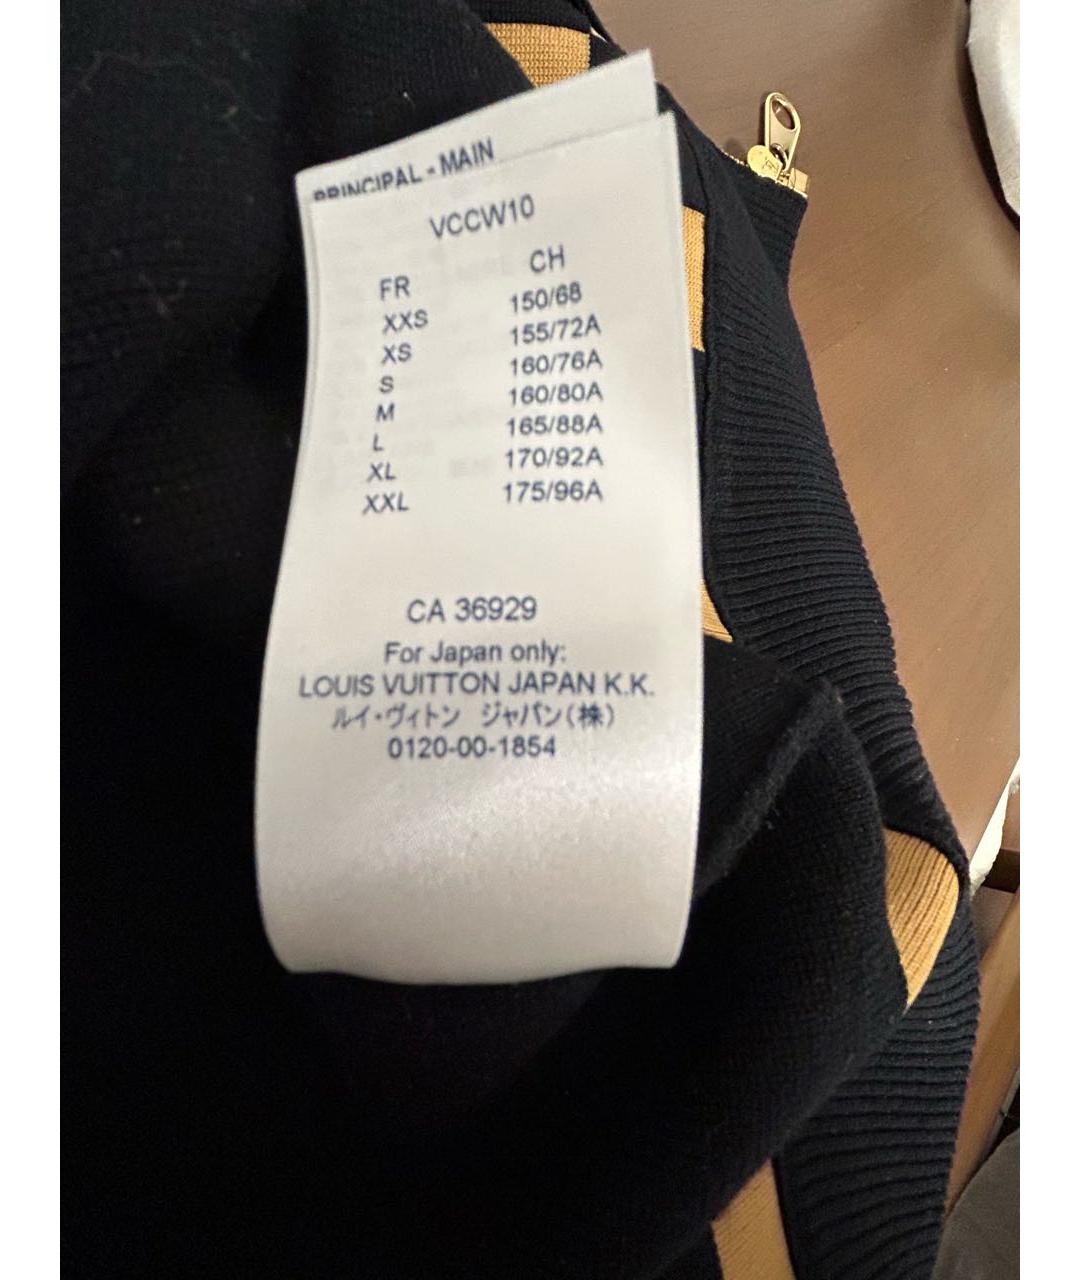 PRINCIPAL - MAIN
VCCW10
FR CH
XXS 150/68
XS 155/72A
S 160/76A
M 160/80A
L 165/88A
XL 170/92A
XXL 175/96A
CA 36929
For Japan only:
LOUIS VUITTON JAPAN K.K.
ルイ・ヴィトン ジャパン(株)
0120-00-1854